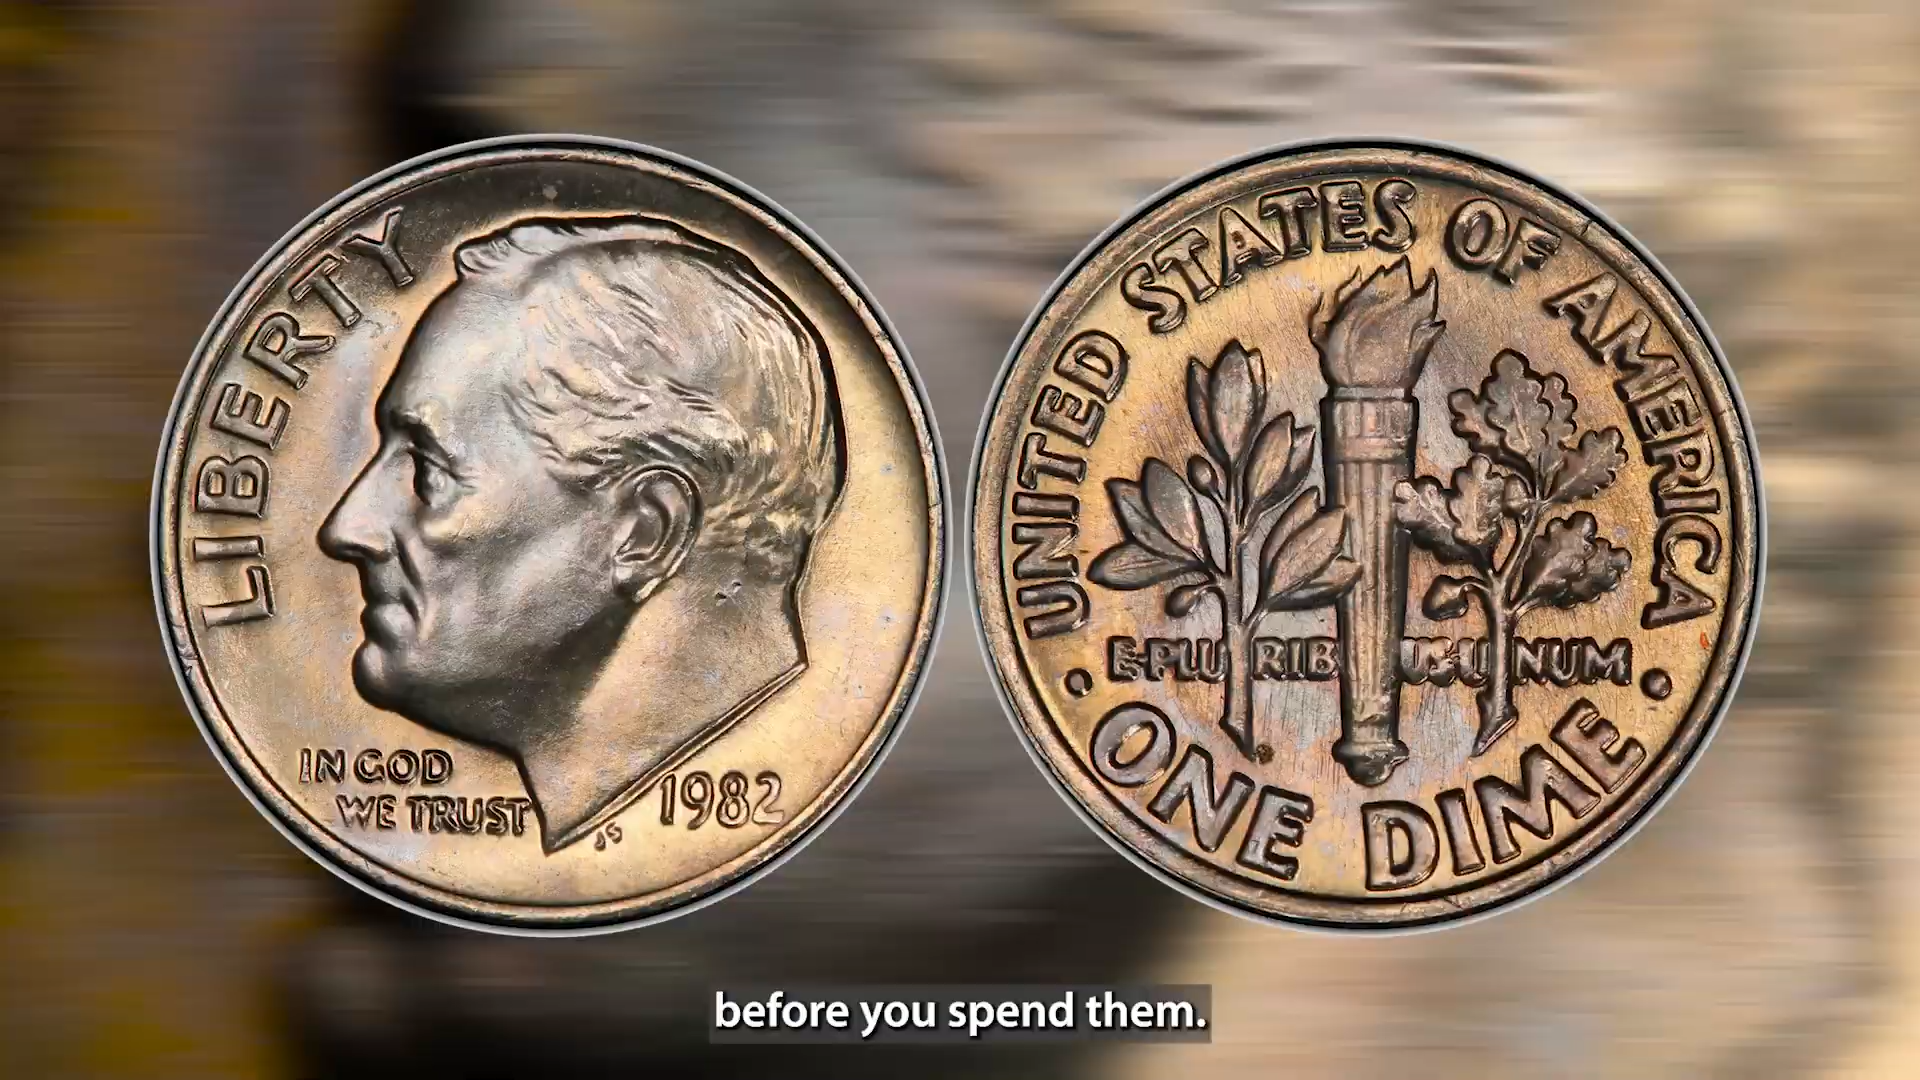 LIBERTY
IN GOD
WE TRUST
JS
1982
UNITED STATES OF AMERICA
E PLURIBUS UNUM
ONE DIME
before you spend them.